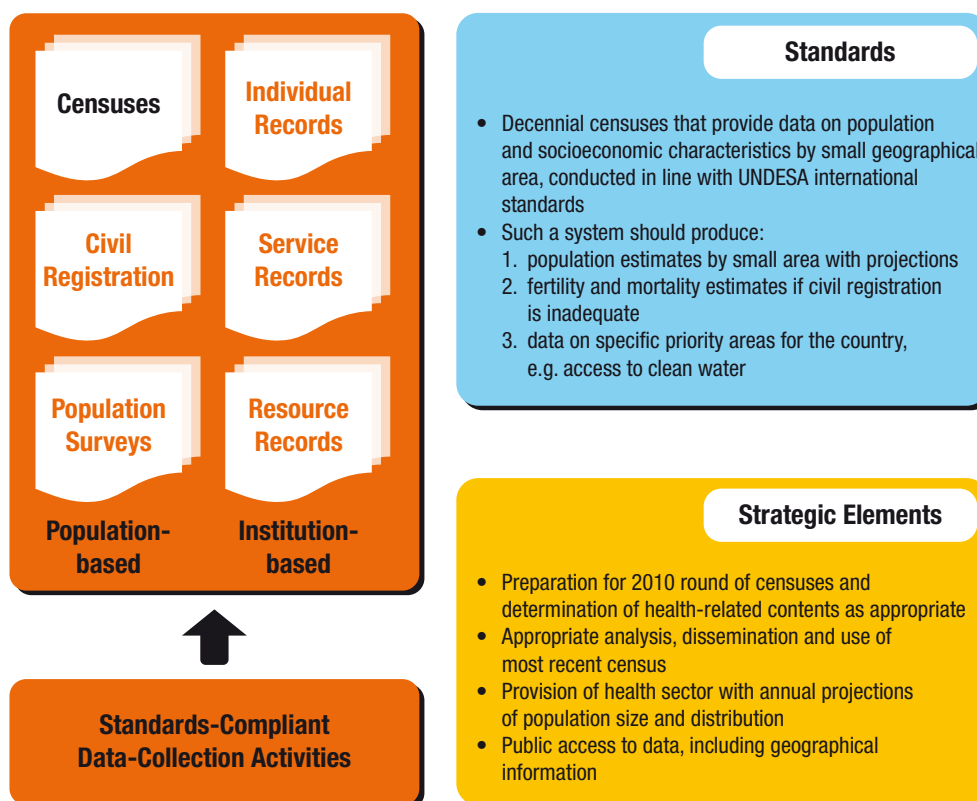 Censuses
Individual
Records
Civil
Registration
Service
Records
Population
Surveys
Resource
Records
Population-
based
Institution-
based
Standards-Compliant
Data-Collection Activities
Standards
• Decennial censuses that provide data on population
and socioeconomic characteristics by small geographical
area, conducted in line with UNDESA international
standards
• Such a system should produce:
1. population estimates by small area with projections
2. fertility and mortality estimates if civil registration
is inadequate
3. data on specific priority areas for the country,
e.g. access to clean water
Strategic Elements
• Preparation for 2010 round of censuses and
determination of health-related contents as appropriate
• Appropriate analysis, dissemination and use of
most recent census
• Provision of health sector with annual projections
of population size and distribution
• Public access to data, including geographical
information